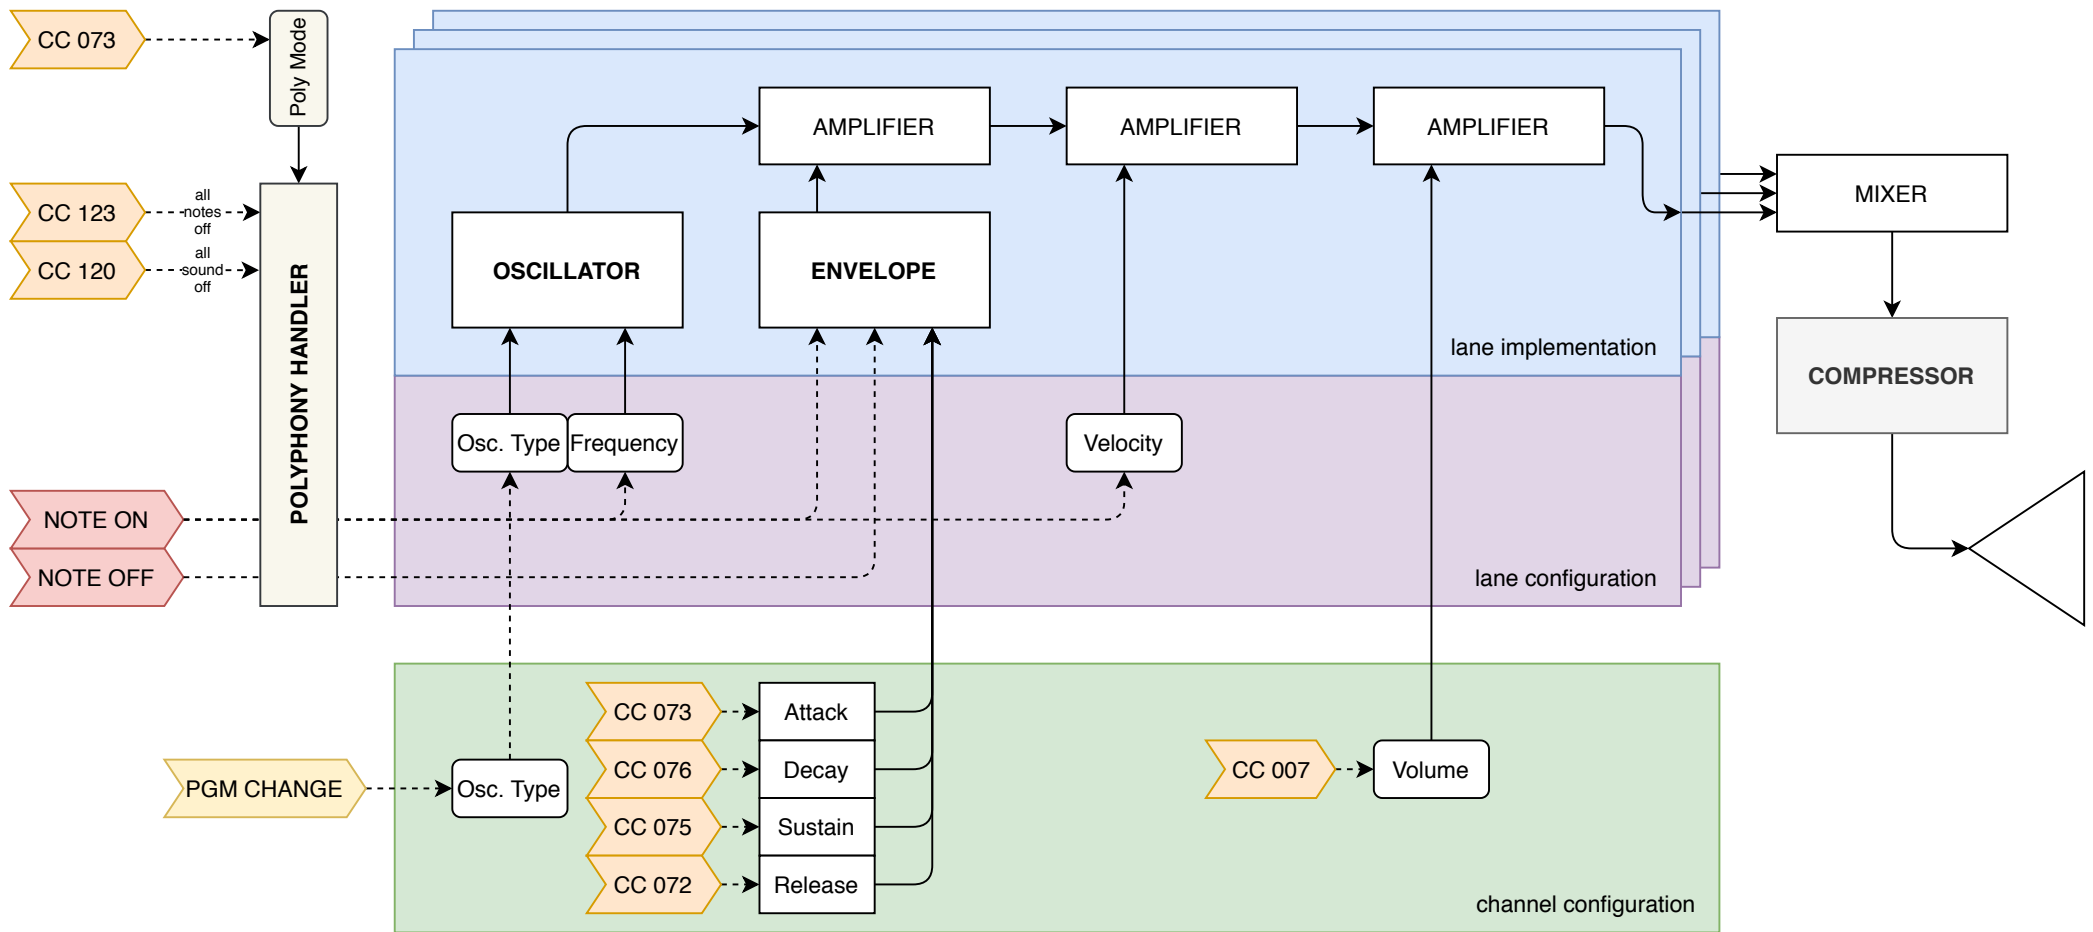 CC 073
Poly Mode
AMPLIFIER
AMPLIFIER
AMPLIFIER
CC 123
all
notes
off
MIXER
CC 120
all
sound
off
POLYPHONY HANDLER
OSCILLATOR
ENVELOPE
lane implementation
COMPRESSOR
Osc. Type
Frequency
Velocity
NOTE ON
NOTE OFF
lane configuration
CC 073
Attack
CC 076
Decay
CC 007
Volume
PGM CHANGE
Osc. Type
CC 075
Sustain
CC 072
Release
channel configuration